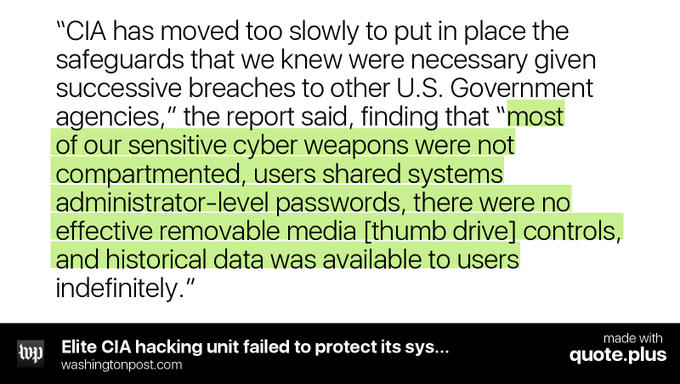 “CIA has moved too slowly to put in place the
safeguards that we knew were necessary given
successive breaches to other U.S. Government
agencies,” the report said, finding that “most
of our sensitive cyber weapons were not
compartmented, users shared systems
administrator-level passwords, there were no
effective removable media [thumb drive] controls,
and historical data was available to users
indefinitely.”
wp
Elite CIA hacking unit failed to protect its sys...
washingtonpost.com
made with
quote.plus